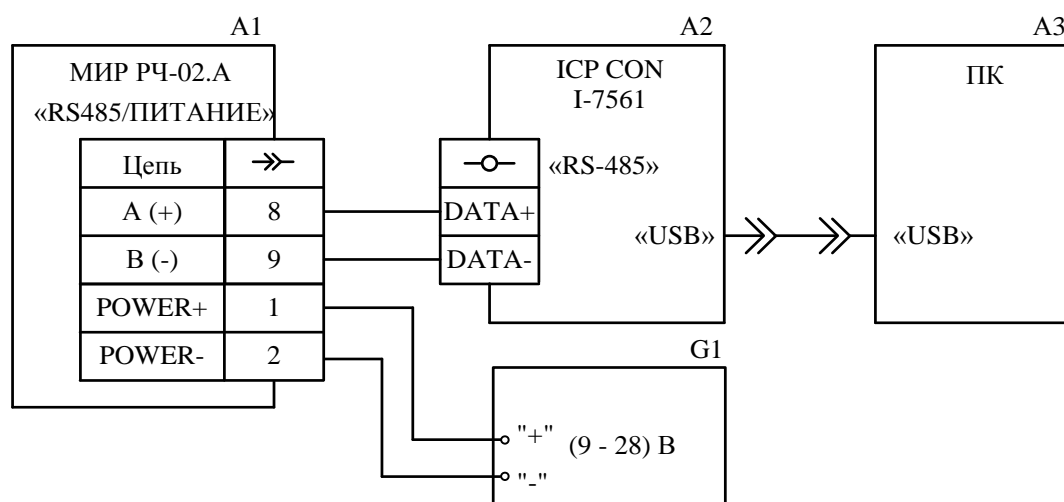 A1
МИР РЧ-02.А
«RS485/ПИТАНИЕ»
Цепь
A (+) 8
B (-) 9
POWER+ 1
POWER- 2
A2
ICP CON
I-7561
«RS-485»
DATA+
DATA-
«USB»
A3
ПК
«USB»
G1
"+" (9 - 28) В
"-"